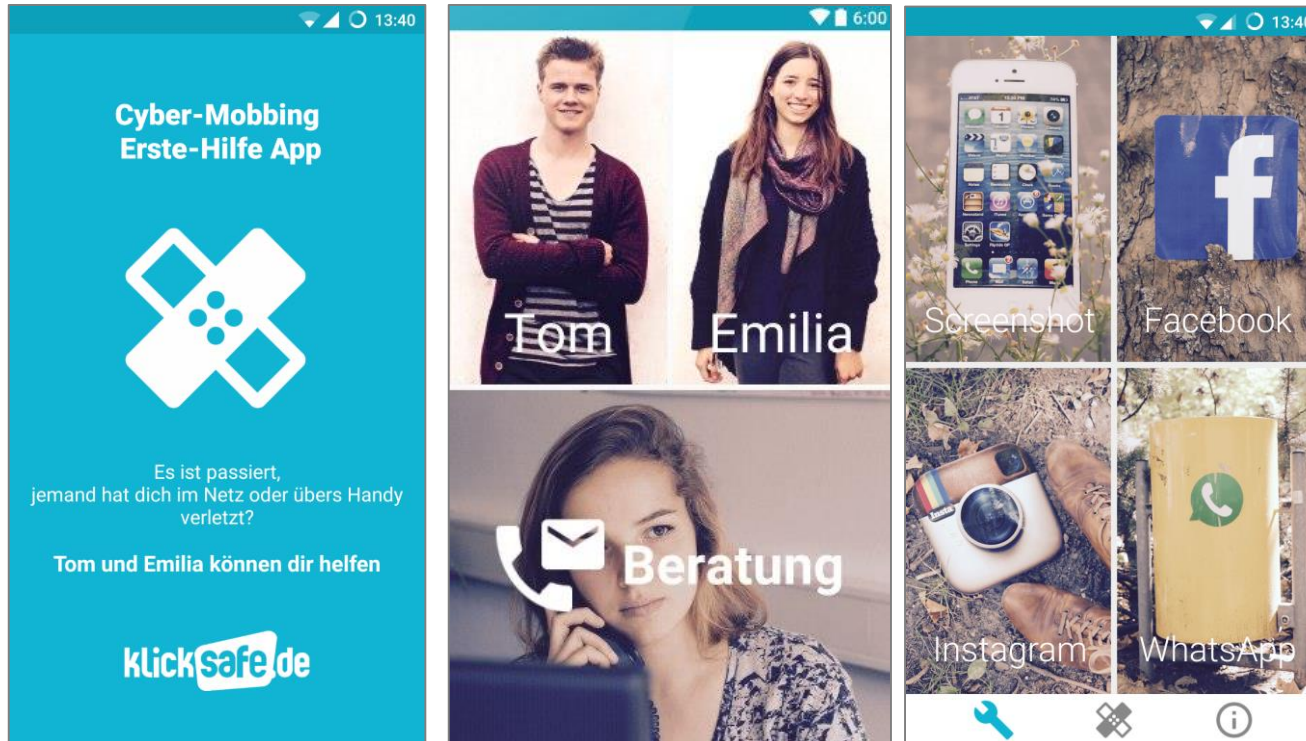 13:40
Cyber-Mobbing
Erste-Hilfe App
Es ist passiert,
jemand hat dich im Netz oder übers Handy
verletzt?
Tom und Emilia können dir helfen
klicksafe.de
6:00
Tom
Emilia
Beratung
13:40
Screenshot
Facebook
Insta
Instagram
WhatsApp